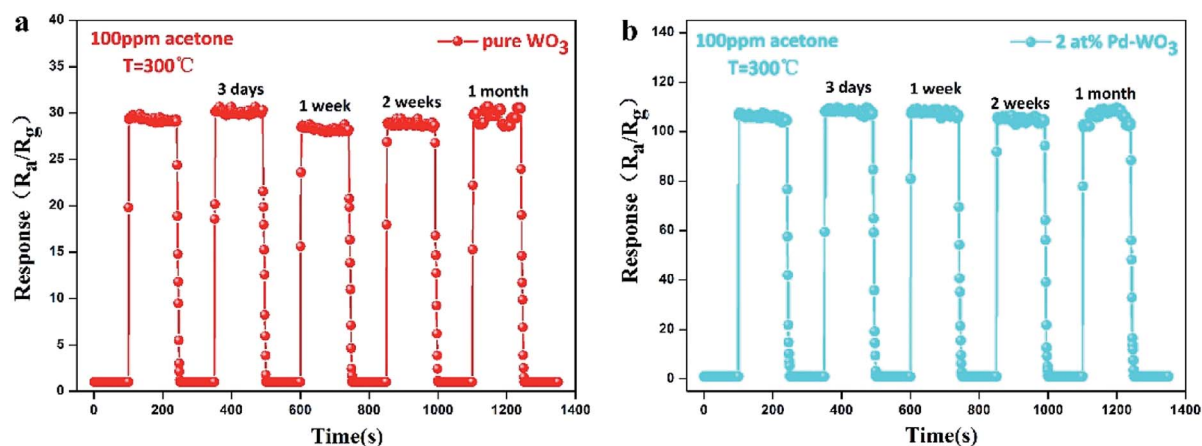 a
100ppm acetone
T=300℃
pure WO₃
3 days
1 week
2 weeks
1 month
Response (Rₐ/R_g)
40
35
30
25
20
15
10
5
0
0 200 400 600 800 1000 1200 1400
Time(s)
b
100ppm acetone
T=300℃
2 at% Pd-WO₃
3 days
1 week
2 weeks
1 month
Response (Rₐ/R_g)
140
120
100
80
60
40
20
0
0 200 400 600 800 1000 1200 1400
Time(s)